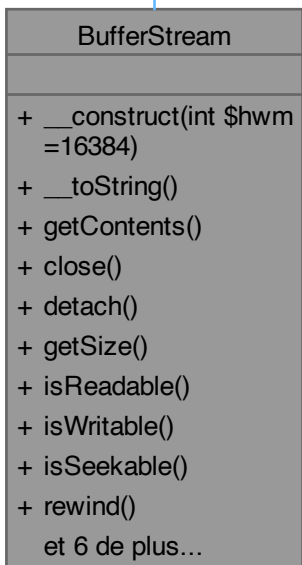 BufferStream
+ __construct(int $hwm
=16384)
+ __toString()
+ getContents()
+ close()
+ detach()
+ getSize()
+ isReadable()
+ isWritable()
+ isSeekable()
+ rewind()
et 6 de plus...